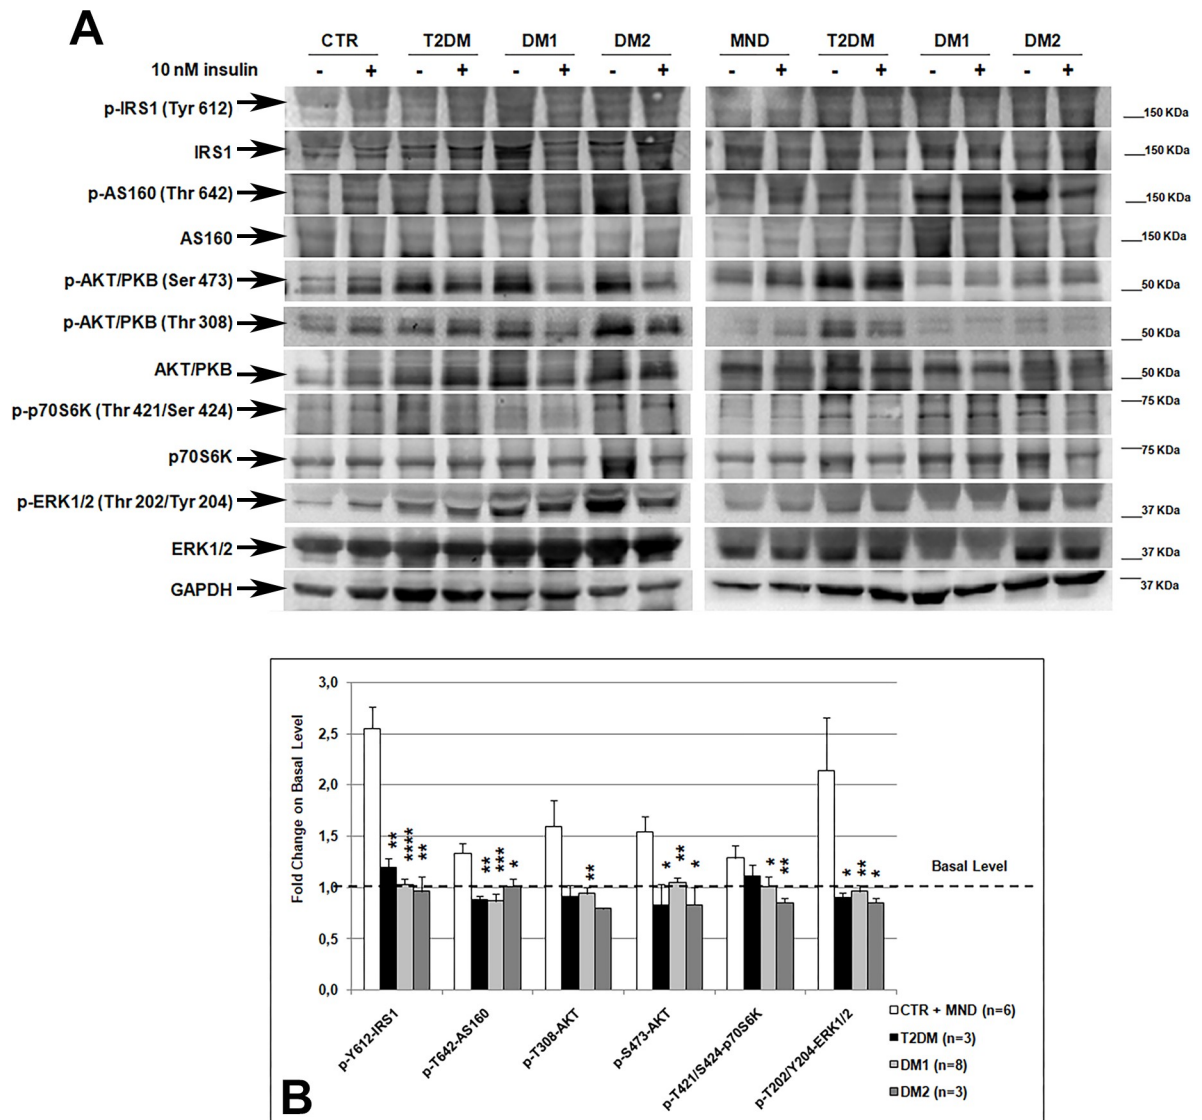 A
CTR T2DM DM1 DM2 MND T2DM DM1 DM2
10 nM insulin - + - + - + - + - + - + - + - +
p-IRS1 (Tyr 612) 150 KDa
IRS1 150 KDa
p-AS160 (Thr 642) 150 KDa
AS160 150 KDa
p-AKT/PKB (Ser 473) 50 KDa
p-AKT/PKB (Thr 308) 50 KDa
AKT/PKB 50 KDa
p-p70S6K (Thr 421/Ser 424) 75 KDa
p70S6K 75 KDa
p-ERK1/2 (Thr 202/Tyr 204) 37 KDa
ERK1/2 37 KDa
GAPDH 37 KDa
Fold Change on Basal Level
3,0
2,5
2,0
1,5
1,0
0,5
0,0
** **** **
** *** *
**
* ** *
* **
* ** *
Basal Level
p-Y612-IRS1
p-T642-AS160
p-T308-AKT
p-S473-AKT
p-T421/S424-p70S6K
p-T202/Y204-ERK1/2
CTR + MND (n=6)
T2DM (n=3)
DM1 (n=8)
DM2 (n=3)
B